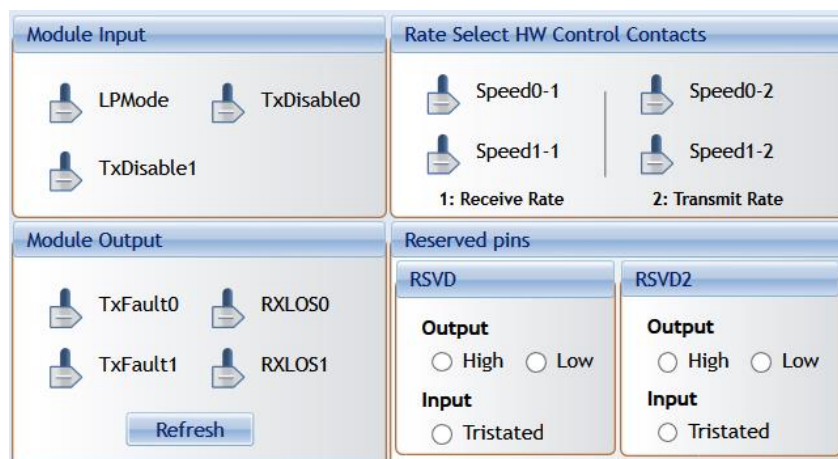 Module Input
LPMode
TxDisable0
TxDisable1
Rate Select HW Control Contacts
Speed0-1
Speed0-2
Speed1-1
Speed1-2
1: Receive Rate
2: Transmit Rate
Module Output
TxFault0
RXLOS0
TxFault1
RXLOS1
Refresh
Reserved pins
RSVD
Output
High
Low
Input
Tristated
RSVD2
Output
High
Low
Input
Tristated